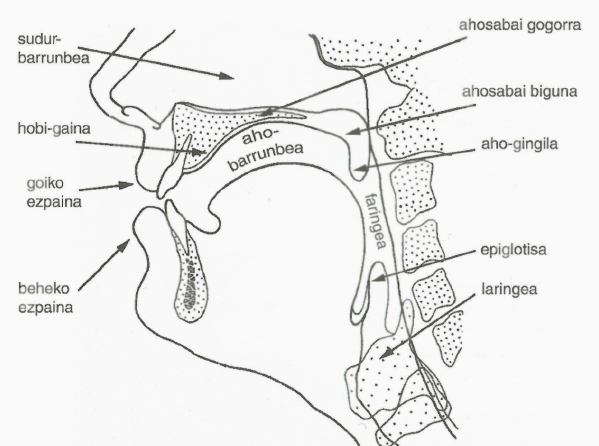 sudur-
barrunbea
hobi-gaina
goiko
ezpaina
beheko
ezpaina
aho-
barrunbea
faringea
ahosabai gogorra
ahosabai biguna
aho-gingila
epiglotisa
laringea